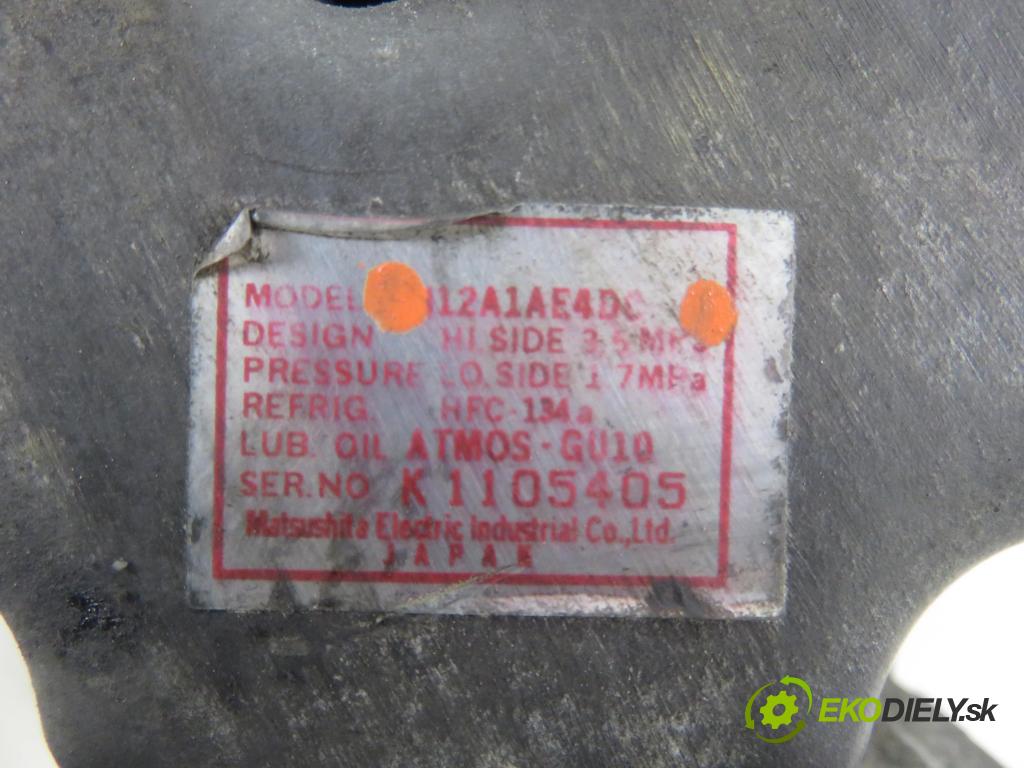 MODEL 12A1AE4DC
DESIGN HI. SIDE 3.5 MPa
PRESSURE LO. SIDE 1.7MPa
REFRIG. HFC-134a
LUB. OIL ATMOS-GU10
SER. NO K1105405
Matsushita Electric Industrial Co., Ltd.
JAPAN
EKODIELY.sk